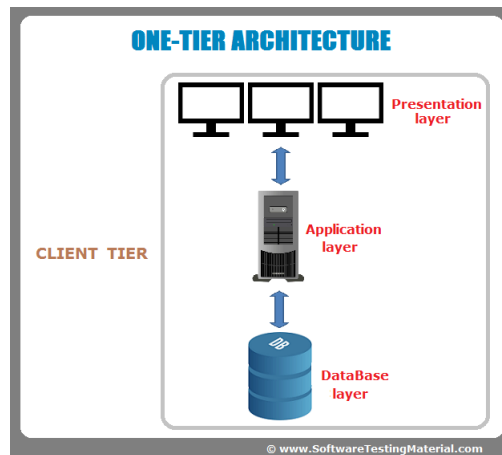 ONE-TIER ARCHITECTURE
Presentation
layer
Application
layer
CLIENT TIER
DB
DataBase
layer
© www.SoftwareTestingMaterial.com